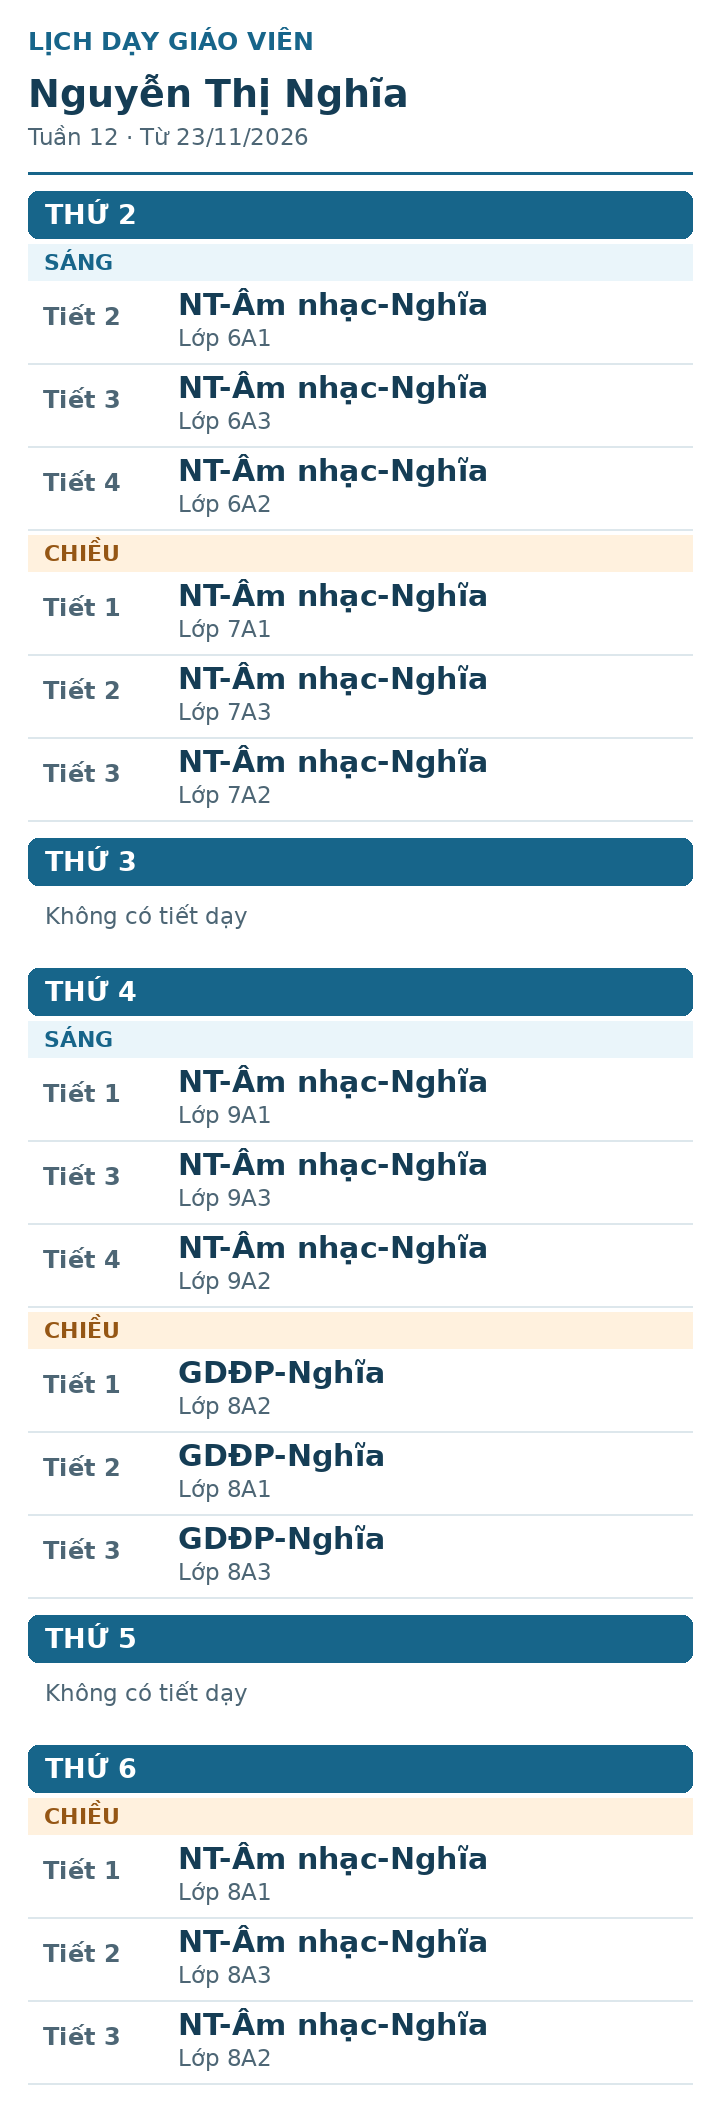 LỊCH DẠY GIÁO VIÊN
Nguyễn Thị Nghĩa
Tuần 12 · Từ 23/11/2026
THỨ 2
SÁNG
Tiết 2
NT-Âm nhạc-Nghĩa
Lớp 6A1
Tiết 3
NT-Âm nhạc-Nghĩa
Lớp 6A3
Tiết 4
NT-Âm nhạc-Nghĩa
Lớp 6A2
CHIỀU
Tiết 1
NT-Âm nhạc-Nghĩa
Lớp 7A1
Tiết 2
NT-Âm nhạc-Nghĩa
Lớp 7A3
Tiết 3
NT-Âm nhạc-Nghĩa
Lớp 7A2
THỨ 3
Không có tiết dạy
THỨ 4
SÁNG
Tiết 1
NT-Âm nhạc-Nghĩa
Lớp 9A1
Tiết 3
NT-Âm nhạc-Nghĩa
Lớp 9A3
Tiết 4
NT-Âm nhạc-Nghĩa
Lớp 9A2
CHIỀU
Tiết 1
GDĐP-Nghĩa
Lớp 8A2
Tiết 2
GDĐP-Nghĩa
Lớp 8A1
Tiết 3
GDĐP-Nghĩa
Lớp 8A3
THỨ 5
Không có tiết dạy
THỨ 6
CHIỀU
Tiết 1
NT-Âm nhạc-Nghĩa
Lớp 8A1
Tiết 2
NT-Âm nhạc-Nghĩa
Lớp 8A3
Tiết 3
NT-Âm nhạc-Nghĩa
Lớp 8A2